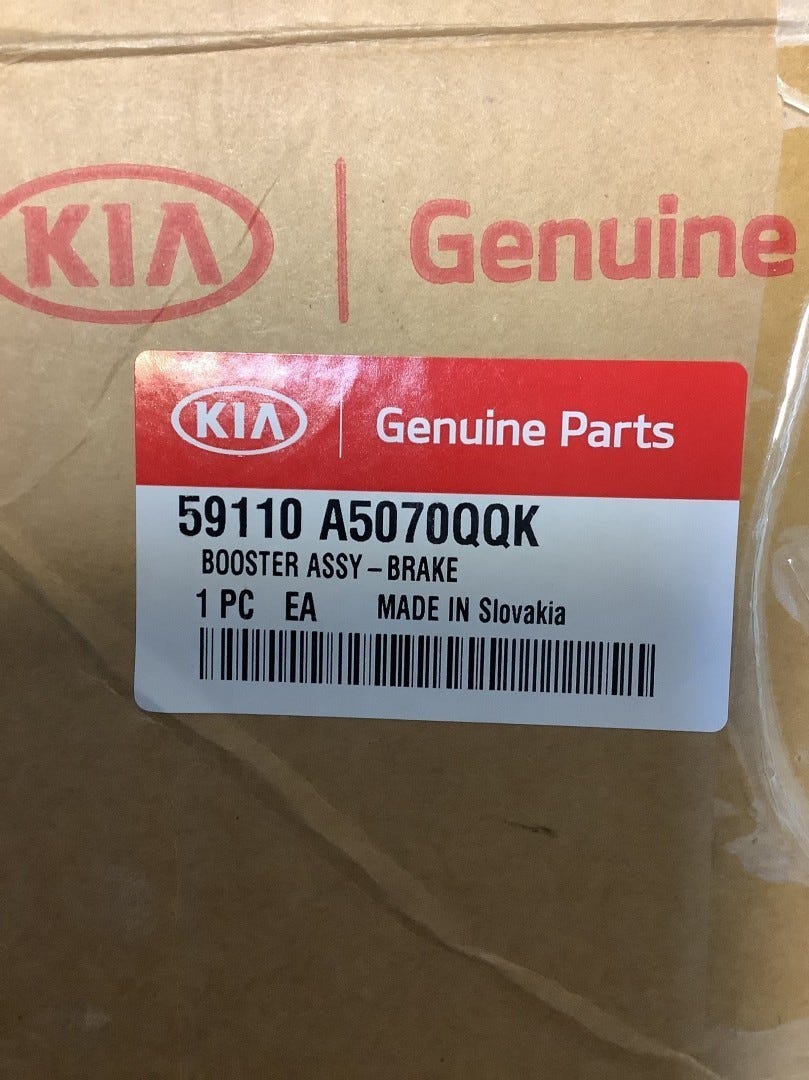 KIA Genuine
KIA Genuine Parts
59110 A5070QQK
BOOSTER ASSY-BRAKE
1 PC EA MADE IN Slovakia